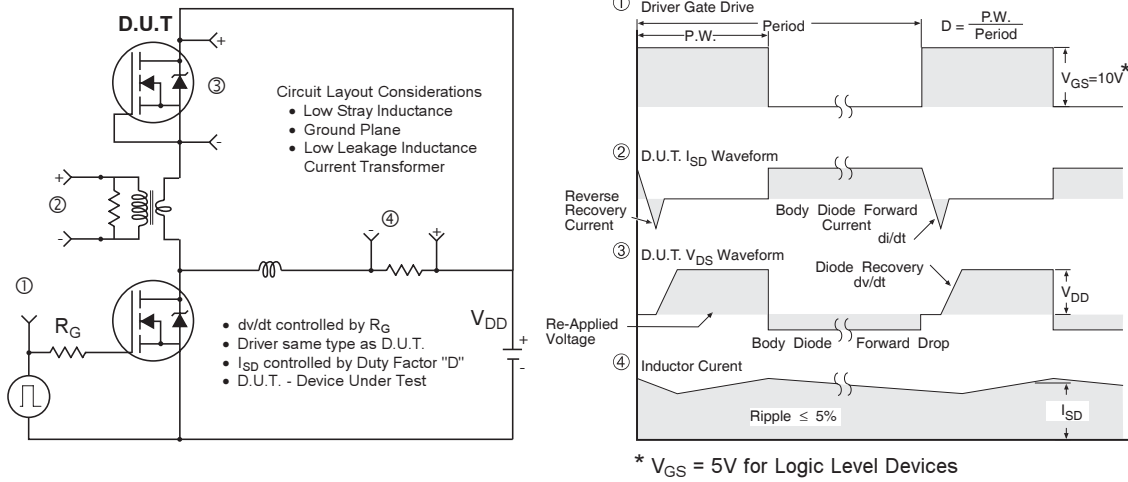 D.U.T
+
③
-
Circuit Layout Considerations
• Low Stray Inductance
• Ground Plane
• Low Leakage Inductance
Current Transformer
+
②
-
④
-
+
①
R_G
• dv/dt controlled by R_G
• Driver same type as D.U.T.
• I_SD controlled by Duty Factor "D"
• D.U.T. - Device Under Test
V_DD
+
-
① Driver Gate Drive
P.W.
Period
D = P.W. / Period
V_GS=10V *
② D.U.T. I_SD Waveform
Reverse
Recovery
Current
Body Diode Forward
Current
di/dt
③ D.U.T. V_DS Waveform
Diode Recovery
dv/dt
V_DD
Re-Applied
Voltage
Body Diode Forward Drop
④ Inductor Curent
Ripple ≤ 5%
I_SD
* V_GS = 5V for Logic Level Devices